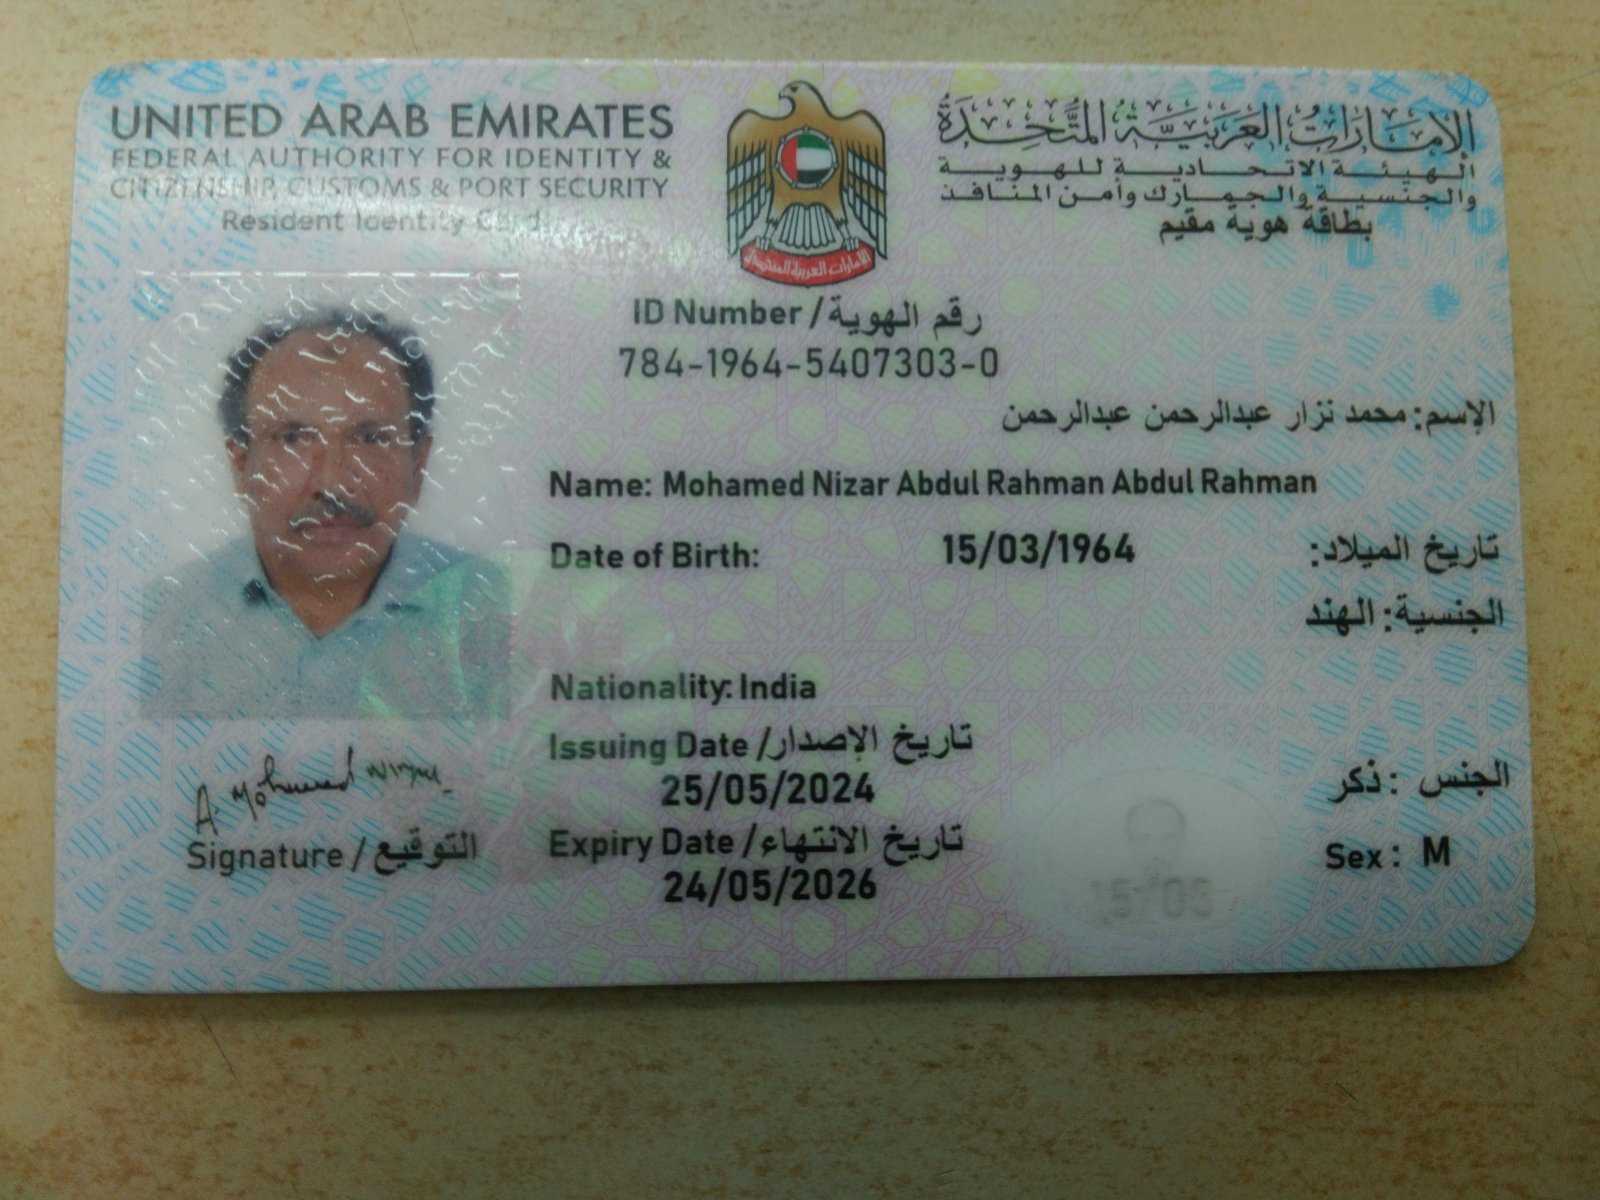 UNITED ARAB EMIRATES
FEDERAL AUTHORITY FOR IDENTITY &
CITIZENSHIP, CUSTOMS & PORT SECURITY
Resident Identity Card
الإمارات العربية المتحدة
الهيئة الاتحادية للهوية
والجنسية والجمارك وأمن المنافذ
بطاقة هوية مقيم
الامارات العربية المتحدة
ID Number / رقم الهوية
784-1964-5407303-0
الإسم: محمد نزار عبدالرحمن عبدالرحمن
Name: Mohamed Nizar Abdul Rahman Abdul Rahman
Date of Birth: 15/03/1964 تاريخ الميلاد:
الجنسية: الهند
Nationality: India
Issuing Date / تاريخ الإصدار
25/05/2024
الجنس : ذكر
Expiry Date / تاريخ الانتهاء
24/05/2026
Sex : M
A. Mohamed
Signature / التوقيع